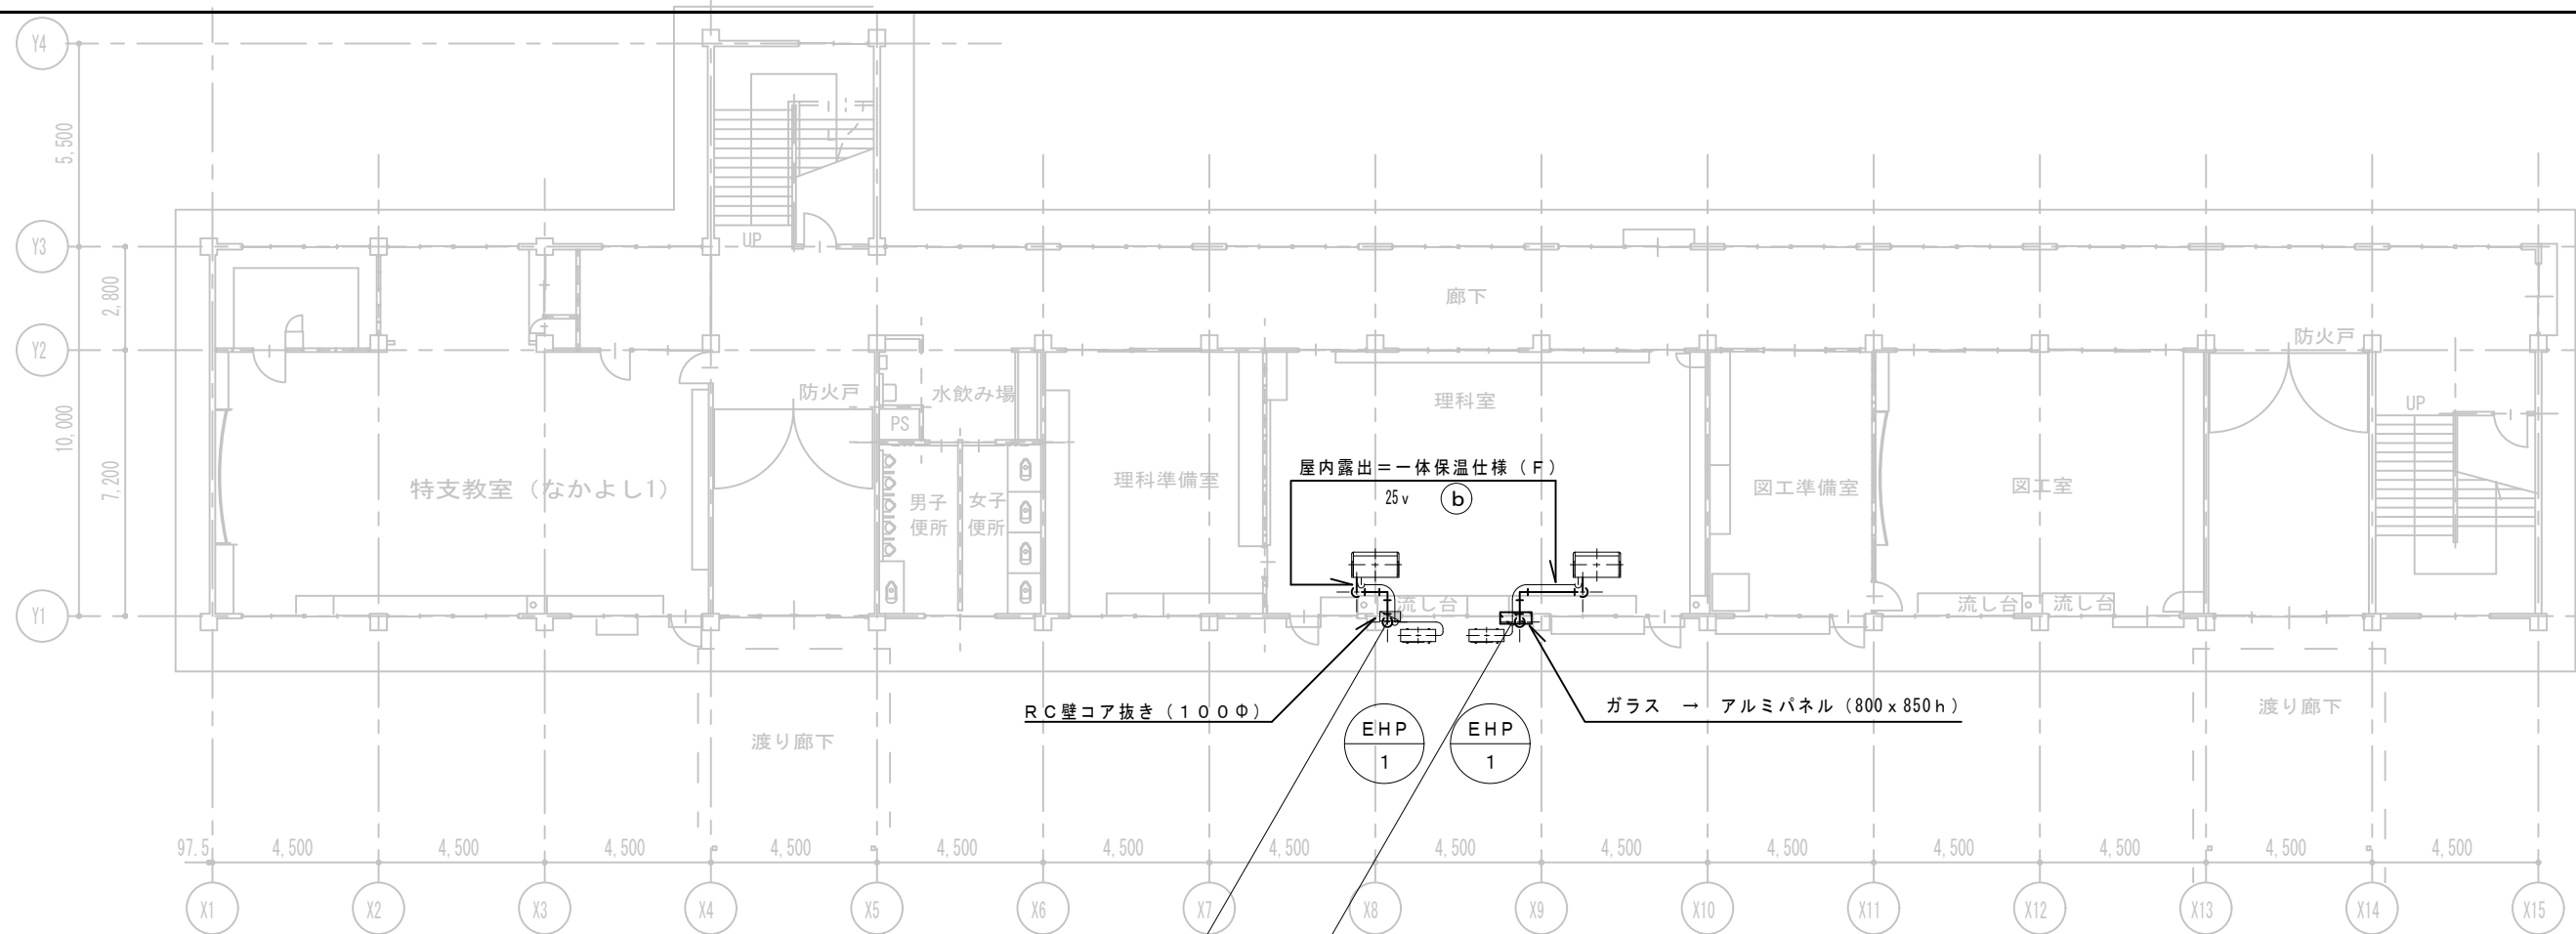 Y4
5,500
Y3
UP
2,800
廊下
Y2
防火戸
防火戸
水飲み場
理科室
UP
PS
10,000
7,200
特支教室（なかよし1）
男子
便所
女子
便所
理科準備室
屋内露出＝一体保温仕様（F）
25v
b
図工準備室
図工室
流し台
流し台
流し台
Y1
RC壁コア抜き（100Φ）
EHP
1
EHP
1
ガラス → アルミパネル（800x850h）
渡り廊下
渡り廊下
97.5
4,500
4,500
4,500
4,500
4,500
4,500
4,500
4,500
4,500
4,500
4,500
4,500
4,500
4,500
X1
X2
X3
X4
X5
X6
X7
X8
X9
X10
X11
X12
X13
X14
X15